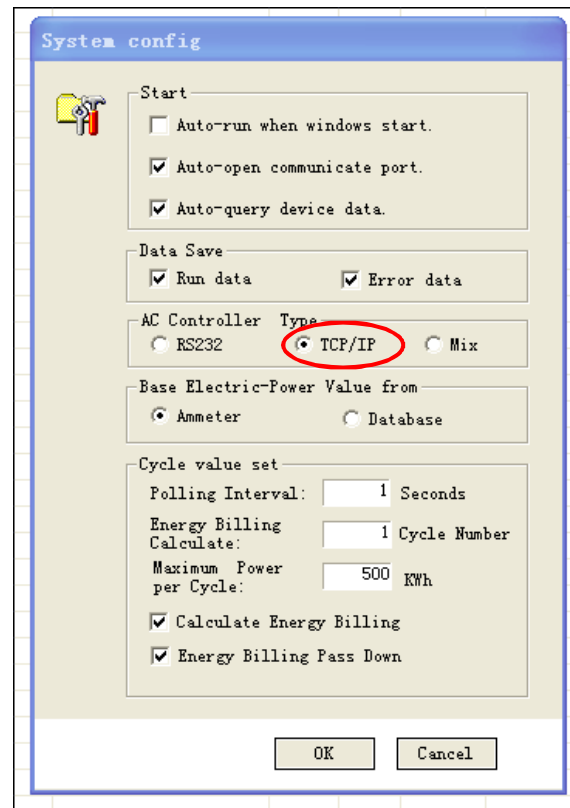 System config
Start
Auto-run when windows start.
Auto-open communicate port.
Auto-query device data.
Data Save
Run data Error data
AC Controller Type
RS232 TCP/IP Mix
Base Electric-Power Value from
Ammeter Database
Cycle value set
Polling Interval: 1 Seconds
Energy Billing
Calculate: 1 Cycle Number
Maximum Power
per Cycle: 500 KWh
Calculate Energy Billing
Energy Billing Pass Down
OK Cancel